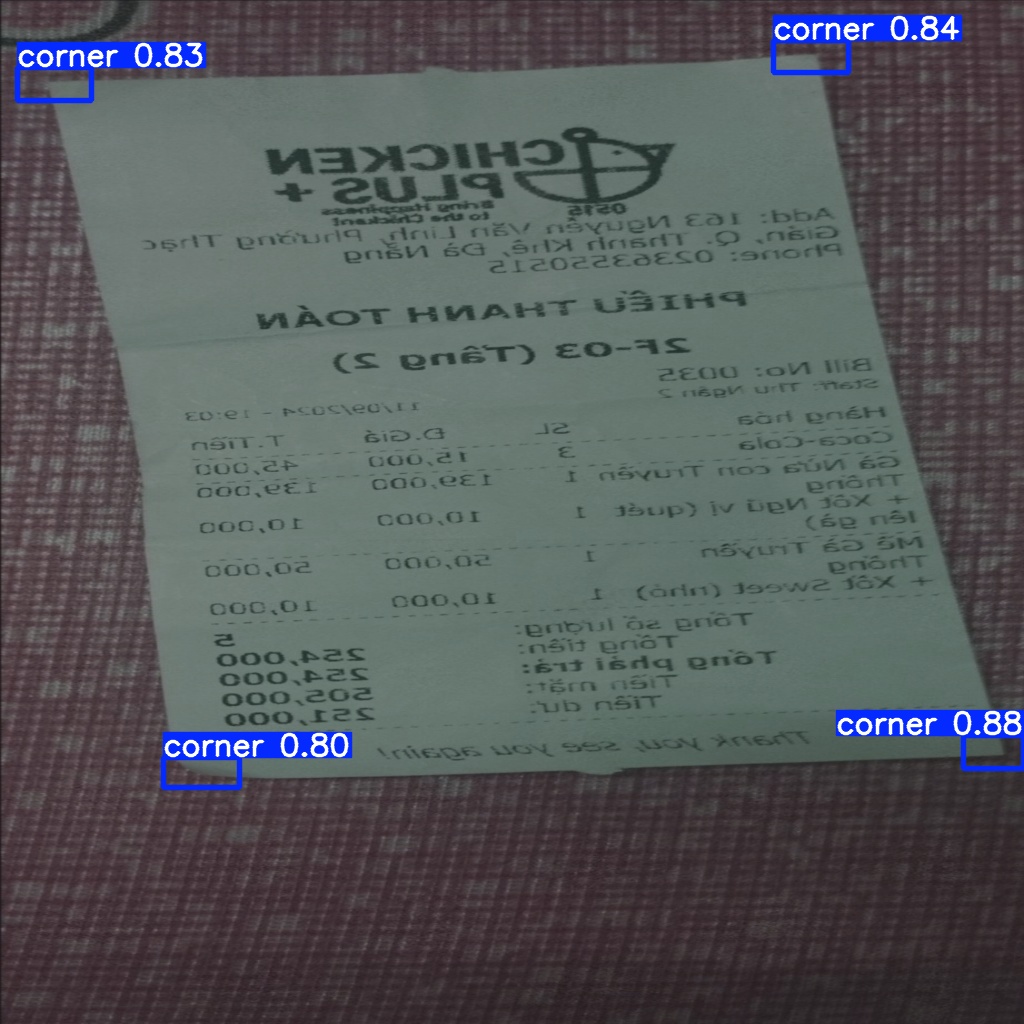 corner 0.83
corner 0.84
CHICKEN
PLUS+
Bring Happiness
to the Chicken!
0515
Add: 163 Nguyễn Văn Linh, Phường Thạc
Gián, Q. Thanh Khê, Đà Nẵng
Phone: 02363550515
PHIẾU THANH TOÁN
2F-03 (Tầng 2)
Bill No: 0035
Staff: Thu Ngân 2
11/09/2024 - 19:03
Hàng hóa SL Đ.Giá T.Tiền
Coca-Cola 3 15,000 45,000
Gà Nửa con Truyền 1 139,000 139,000
Thống
+ Xốt Ngũ vị (quét 1 10,000 10,000
lên gà)
Mề Gà Truyền 1 50,000 50,000
Thống
+ Xốt Sweet (nhỏ) 1 10,000 10,000
Tổng số lượng: 5
Tổng tiền: 254,000
Tổng phải trả: 254,000
Tiền mặt: 505,000
Tiền dư: 251,000
Thank you, see you again!
corner 0.80
corner 0.88